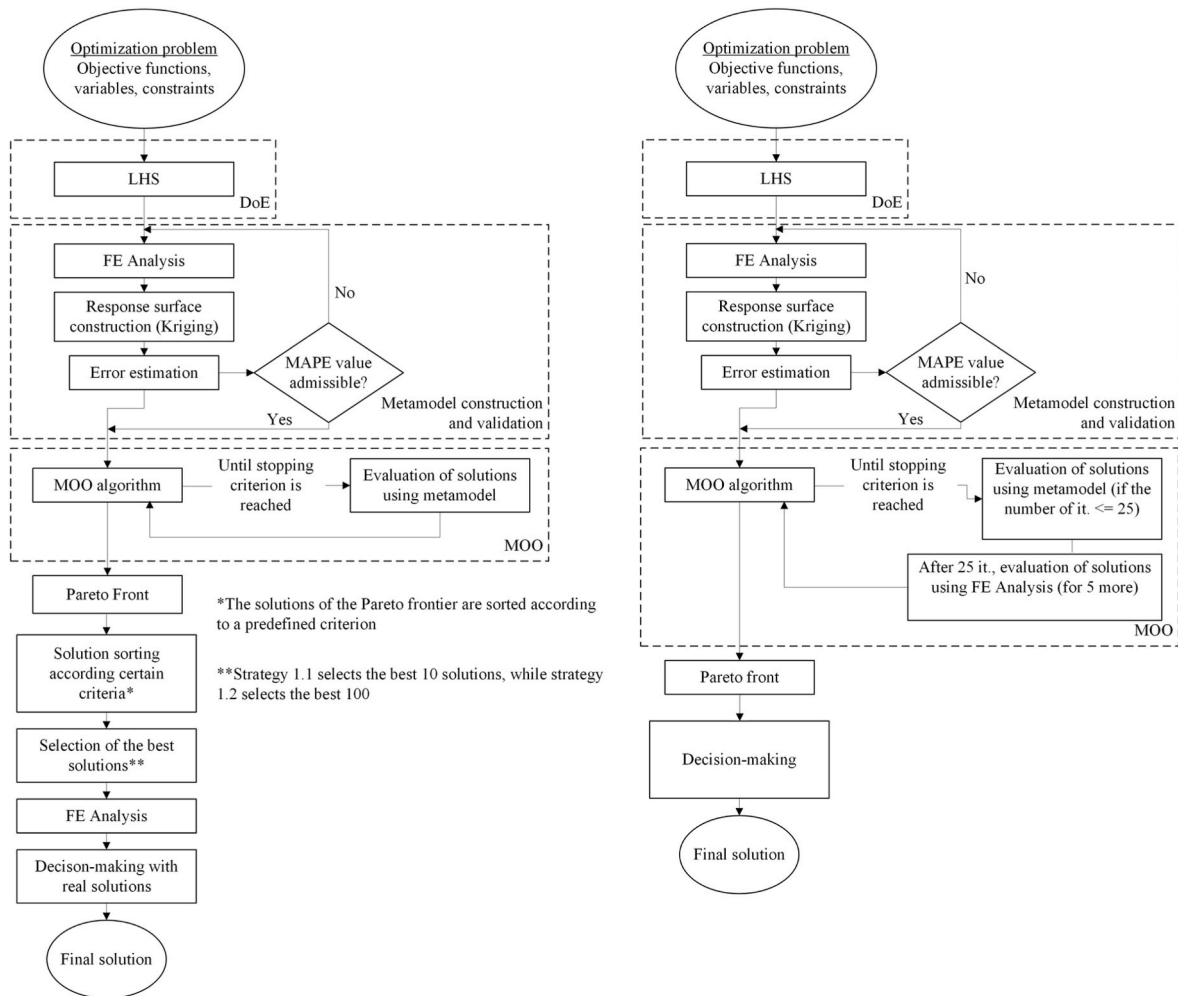 Optimization problem
Objective functions,
variables, constraints
LHS
DoE
FE Analysis
No
Response surface
construction (Kriging)
Error estimation
MAPE value
admissible?
Metamodel construction
and validation
Yes
MOO algorithm
Until stopping
criterion is
reached
Evaluation of solutions
using metamodel
MOO
Pareto Front
*The solutions of the Pareto frontier are sorted according
to a predefined criterion
Solution sorting
according certain
criteria*
**Strategy 1.1 selects the best 10 solutions, while strategy
1.2 selects the best 100
Selection of the best
solutions**
FE Analysis
Decison-making with
real solutions
Final solution
Optimization problem
Objective functions,
variables, constraints
LHS
DoE
FE Analysis
No
Response surface
construction (Kriging)
Error estimation
MAPE value
admissible?
Metamodel construction
and validation
Yes
MOO algorithm
Until stopping
criterion is
reached
Evaluation of solutions
using metamodel (if the
number of it. <= 25)
After 25 it., evaluation of solutions
using FE Analysis (for 5 more)
MOO
Pareto front
Decision-making
Final solution